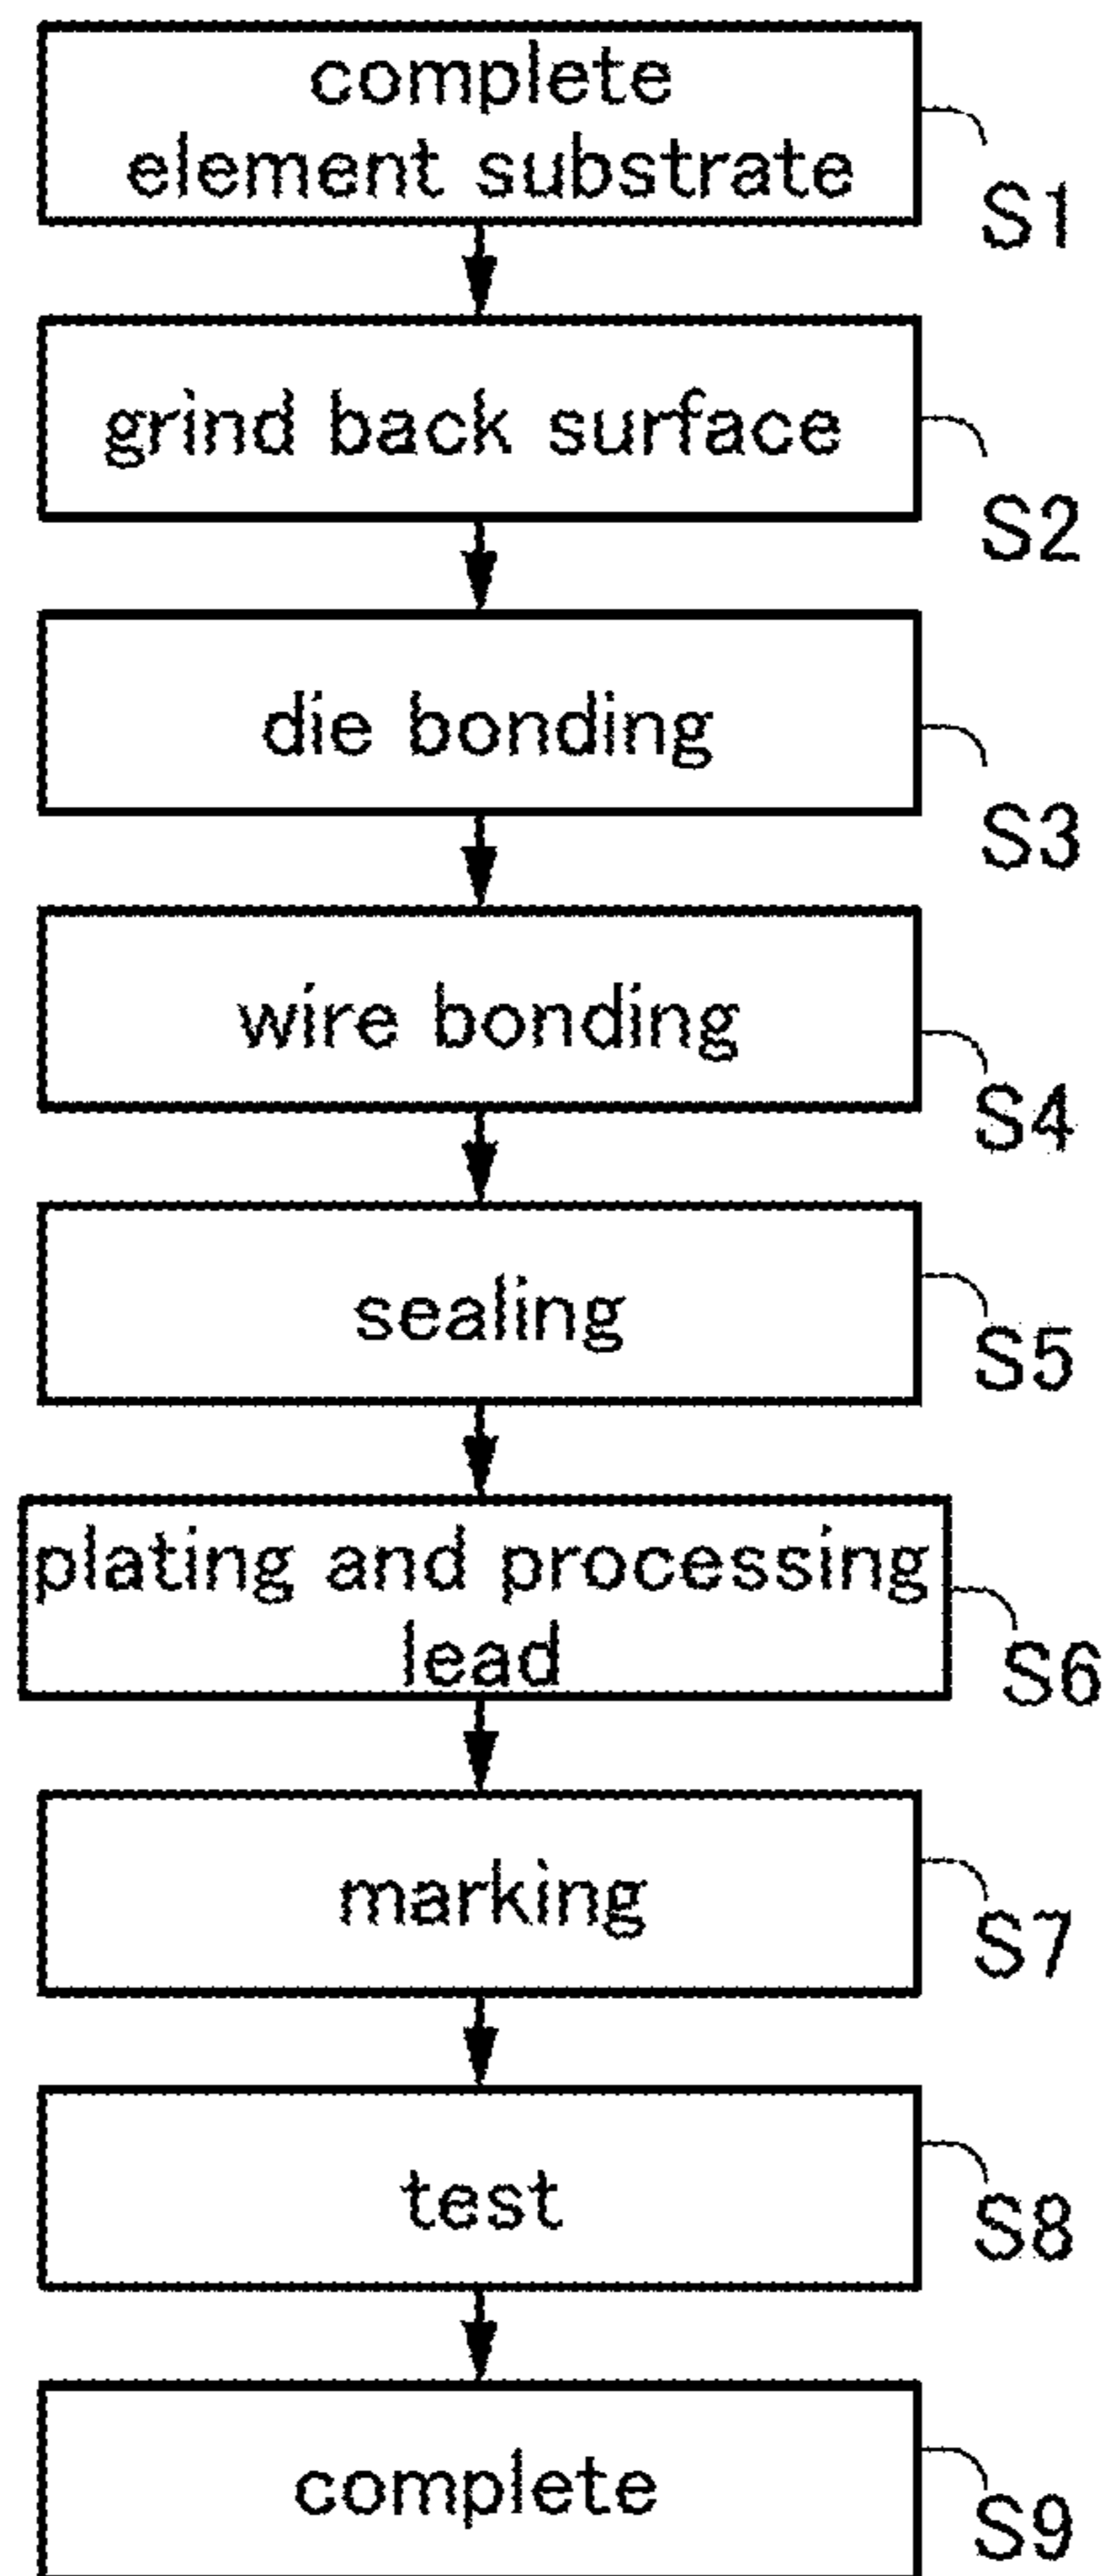 complete
element substrate
S1
grind back surface
S2
die bonding
S3
wire bonding
S4
sealing
S5
plating and processing
lead
S6
marking
S7
test
S8
complete
S9